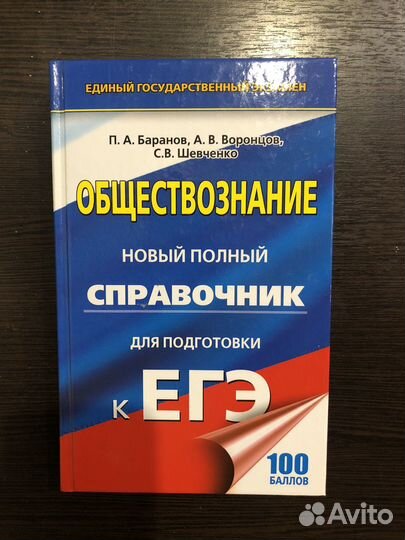 ЕДИНЫЙ ГОСУДАРСТВЕННЫЙ ЭКЗАМЕН
П. А. Баранов, А. В. Воронцов,
С.В. Шевченко
ОБЩЕСТВОЗНАНИЕ
НОВЫЙ ПОЛНЫЙ
СПРАВОЧНИК
ДЛЯ ПОДГОТОВКИ
К ЕГЭ
100
БАЛЛОВ
Avito